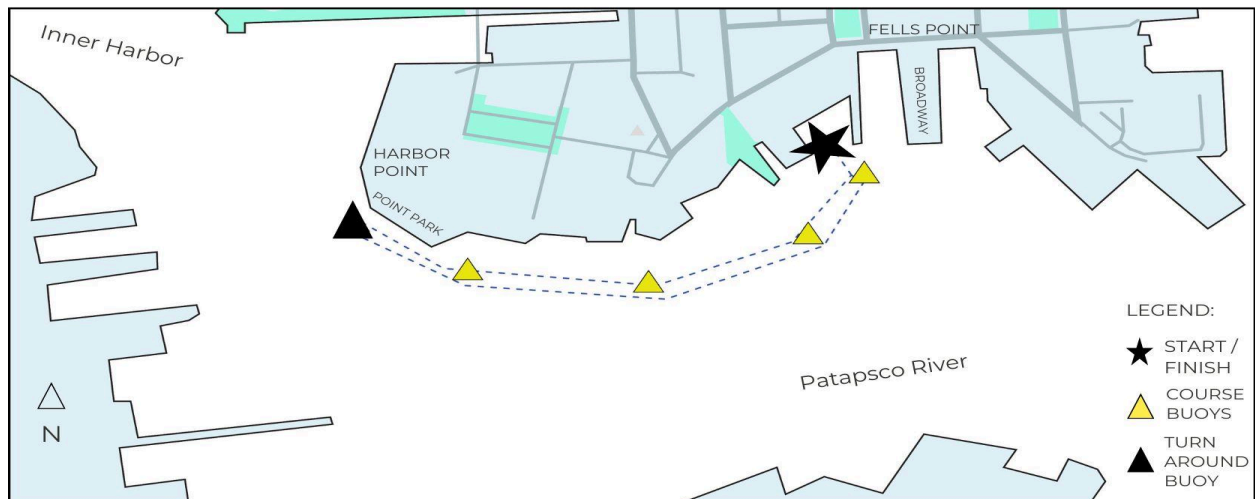 Inner Harbor
FELLS POINT
BROADWAY
HARBOR
POINT
POINT PARK
Patapsco River
LEGEND:
START /
FINISH
COURSE
BUOYS
TURN
AROUND
BUOY
N